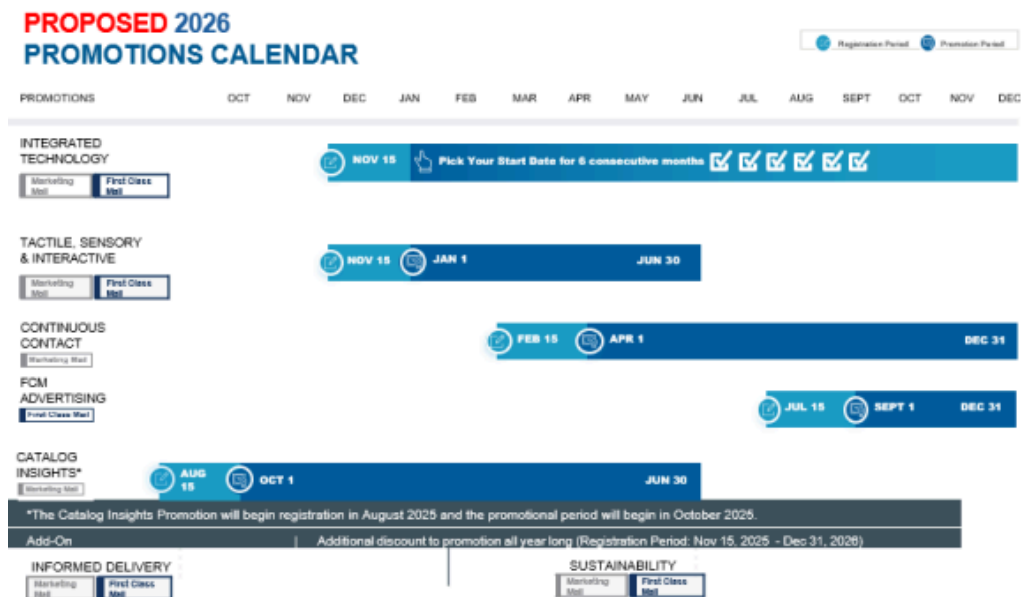 PROPOSED 2026
PROMOTIONS CALENDAR
Registration Period Promotion Period
PROMOTIONS OCT NOV DEC JAN FEB MAR APR MAY JUN JUL AUG SEPT OCT NOV DEC
INTEGRATED
TECHNOLOGY
NOV 15 Pick Your Start Date for 6 consecutive months
Marketing
Mail
First Class
Mail
TACTILE, SENSORY
& INTERACTIVE
NOV 15 JAN 1 JUN 30
Marketing
Mail
First Class
Mail
CONTINUOUS
CONTACT
FEB 15 APR 1 DEC 31
Marketing Mail
FCM
ADVERTISING
JUL 15 SEPT 1 DEC 31
First Class Mail
CATALOG
INSIGHTS*
AUG
15
OCT 1 JUN 30
Marketing Mail
*The Catalog Insights Promotion will begin registration in August 2025 and the promotional period will begin in October 2025.
Add-On | Additional discount to promotion all year long (Registration Period: Nov 15, 2025 - Dec 31, 2026)
INFORMED DELIVERY
Marketing
Mail
First Class
Mail
SUSTAINABILITY
Marketing
Mail
First Class
Mail